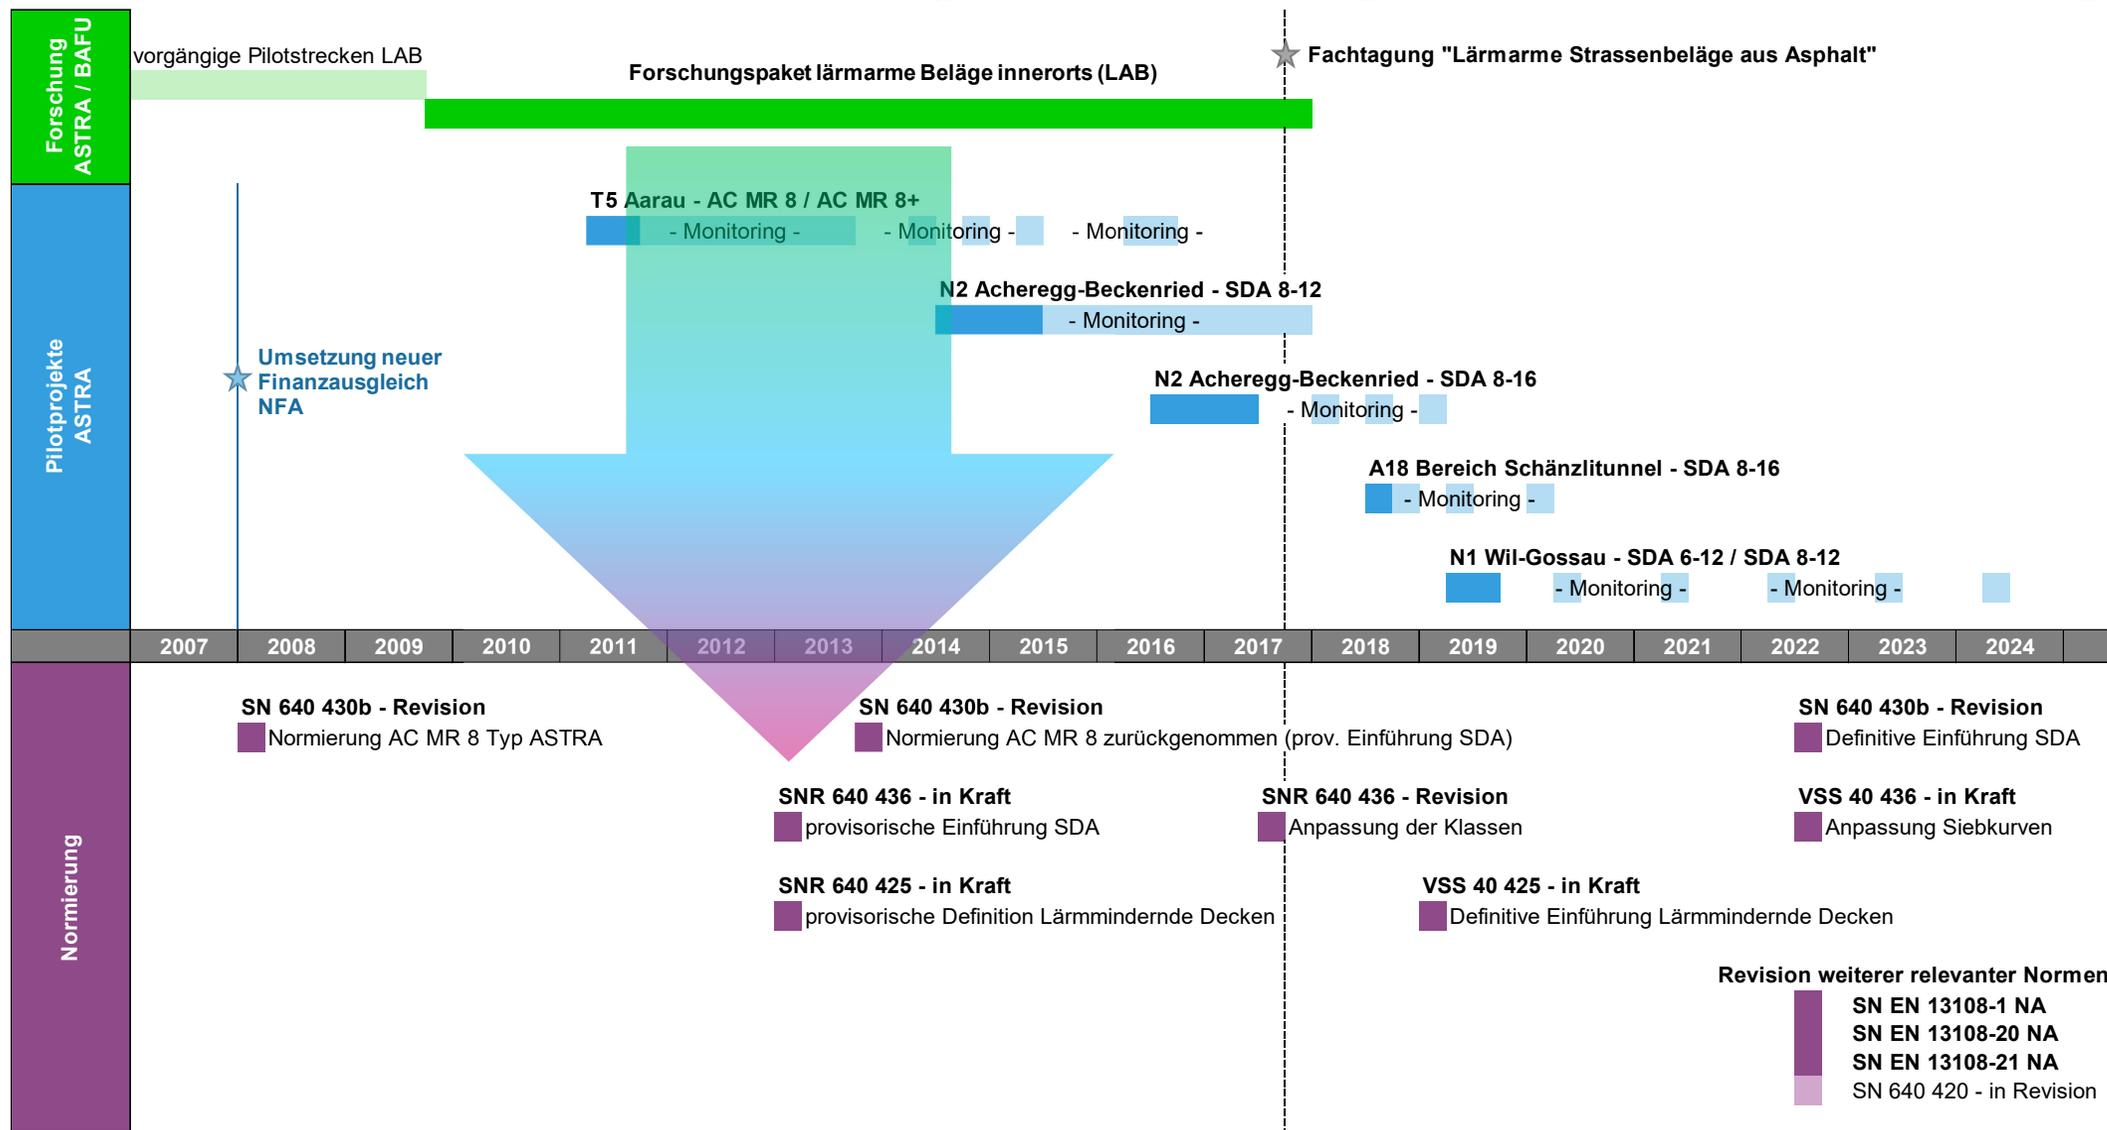 Forschung
ASTRA / BAFU
vorgängige Pilotstrecken LAB
Forschungspaket lärmarme Beläge innerorts (LAB)
Fachtagung "Lärmarme Strassenbeläge aus Asphalt"
Pilotprojekte
ASTRA
T5 Aarau - AC MR 8 / AC MR 8+
- Monitoring - - Monitoring - - Monitoring -
N2 Acheregg-Beckenried - SDA 8-12
- Monitoring -
Umsetzung neuer
Finanzausgleich
NFA
N2 Acheregg-Beckenried - SDA 8-16
- Monitoring -
A18 Bereich Schänzlitunnel - SDA 8-16
- Monitoring -
N1 Wil-Gossau - SDA 6-12 / SDA 8-12
- Monitoring - - Monitoring -
2007 2008 2009 2010 2011 2012 2013 2014 2015 2016 2017 2018 2019 2020 2021 2022 2023 2024
Normierung
SN 640 430b - Revision
Normierung AC MR 8 Typ ASTRA
SN 640 430b - Revision
Normierung AC MR 8 zurückgenommen (prov. Einführung SDA)
SN 640 430b - Revision
Definitive Einführung SDA
SNR 640 436 - in Kraft
provisorische Einführung SDA
SNR 640 436 - Revision
Anpassung der Klassen
VSS 40 436 - in Kraft
Anpassung Siebkurven
SNR 640 425 - in Kraft
provisorische Definition Lärmmindernde Decken
VSS 40 425 - in Kraft
Definitive Einführung Lärmmindernde Decken
Revision weiterer relevanter Normen
SN EN 13108-1 NA
SN EN 13108-20 NA
SN EN 13108-21 NA
SN 640 420 - in Revision